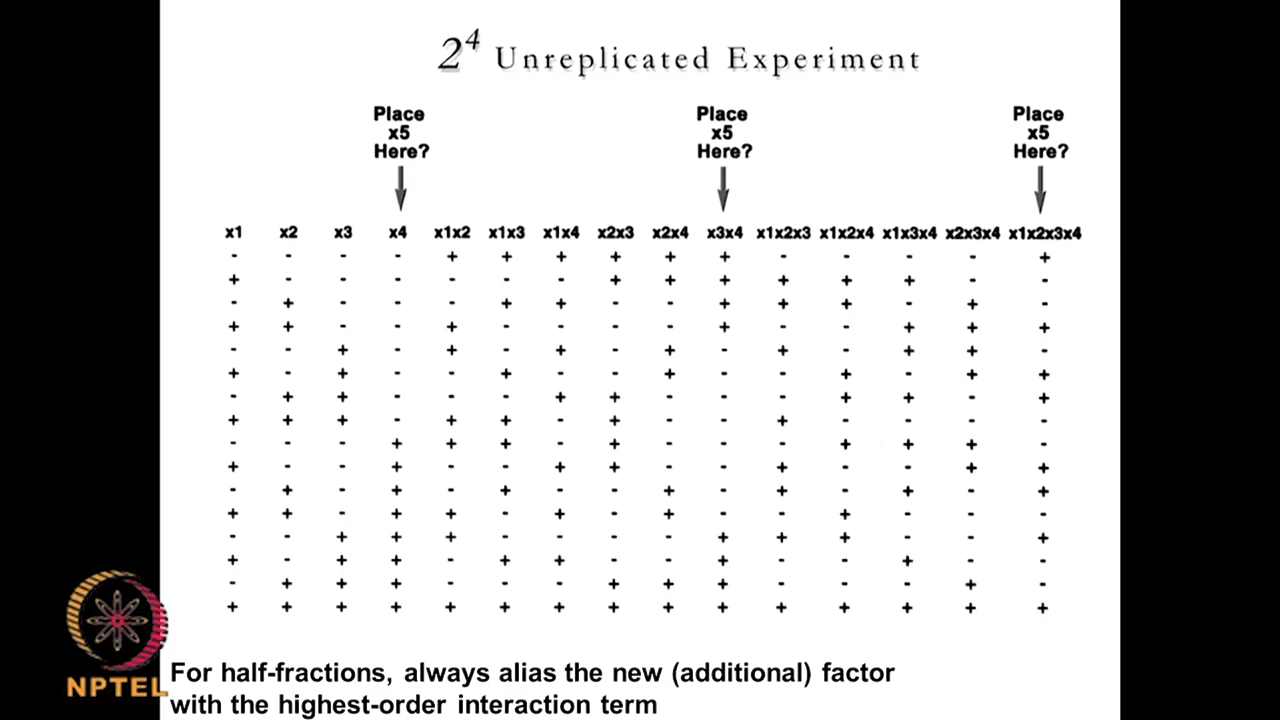 2⁴ Unreplicated Experiment
Place x5 Here?
Place x5 Here?
Place x5 Here?
x1 x2 x3 x4 x1x2 x1x3 x1x4 x2x3 x2x4 x3x4 x1x2x3 x1x2x4 x1x3x4 x2x3x4 x1x2x3x4
- - - - + + + + + + - - - - +
+ - - - - - - + + + + + + - -
- + - - - + + - - + + + - + -
+ + - - + - - - - + - - + + +
- - + - + - + - + - + - + + -
+ - + - - + - - + - - + - + +
- + + - - - + + - - - + + - +
+ + + - + + - + - - + - - - -
- - - + + + - + - - - + + + -
+ - - + - - + + - - + - - + +
- + - + - + - - + - + - + - +
+ + - + + - + - + - - + - - -
- - + + + - - - - + + + - - +
+ - + + - + + - - + - - + - -
- + + + - - - + + + - - - + -
+ + + + + + + + + + + + + + +
NPTEL
For half-fractions, always alias the new (additional) factor
with the highest-order interaction term